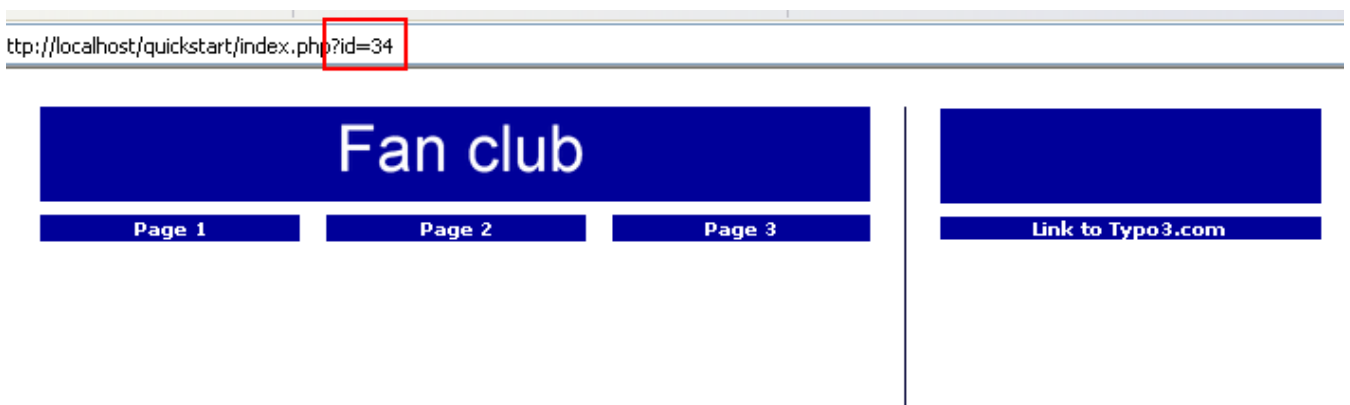 ttp://localhost/quickstart/index.php?id=34
Fan club
Page 1 Page 2 Page 3
Link to Typo3.com